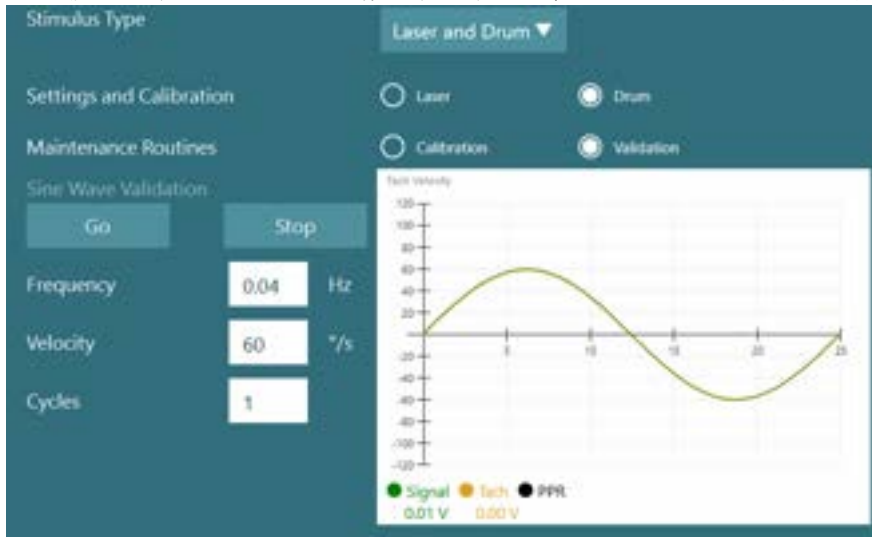 Stimulus Type
Laser and Drum
Settings and Calibration
Laser
Drum
Maintenance Routines
Calibration
Validation
Sine Wave Validation
Go
Stop
Frequency
0.04
Hz
Velocity
60
°/s
Cycles
1
Tach Velocity
120
100
80
60
40
20
5
10
15
20
25
-20
-40
-60
-80
-100
-120
Signal
Tach
PPR
0.01 V
0.00 V